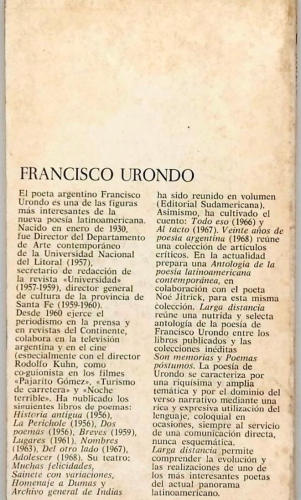 FRANCISCO URONDO
El poeta argentino Francisco
Urondo es una de las figuras
más interesantes de la
nueva poesía latinoamericana.
Nacido en enero de 1930,
fue Director del Departamento
de Arte contemporáneo
de la Universidad Nacional
del Litoral (1957),
secretario de redacción de
la revista «Universidad»
(1957-1959), director general
de cultura de la provincia de
Santa Fe (1959-1960).
Desde 1960 ejerce el
periodismo en la prensa y
en revistas del Continente,
colabora en la televisión
argentina y en el cine
(especialmente con el director
Rodolfo Kuhn, como
co-guionista en los filmes
«Pajarito Gómez», «Turismo
de carretera» y «Noche
terrible». Ha publicado los
siguientes libros de poemas:
Historia antigua (1956),
La Perichole (1956), Dos
poemas (1956), Breves (1959),
Lugares (1961), Nombres
(1963), Del otro lado (1967),
Adolecer (1968). Su teatro:
Muchas felicidades,
Sainete con variaciones,
Homenaje a Dumas y
Archivo general de Indias
ha sido reunido en volumen
(Editorial Sudamericana).
Asimismo, ha cultivado el
cuento: Todo eso (1966) y
Al tacto (1967). Veinte años de
poesía argentina (1968) reúne
una colección de artículos
críticos. En la actualidad
prepara una Antología de la
poesía latinoamericana
contemporánea, en
colaboración con el poeta
Noé Jitrick, para esta misma
colección. Larga distancia
reúne una nutrida y selecta
antología de la poesía de
Francisco Urondo entre los
libros publicados y las
colecciones inéditas
Son memorias y Poemas
póstumos. La poesía de
Urondo se caracteriza por
una riquísima y amplia
temática y por el dominio del
verso narrativo mediante una
rica y expresiva utilización del
lenguaje, coloquial en
ocasiones, siempre al servicio
de una comunicación directa,
nunca esquemática.
Larga distancia permite
comprender la evolución y
las realizaciones de uno de
los más interesantes poetas
del actual panorama
latinoamericano.